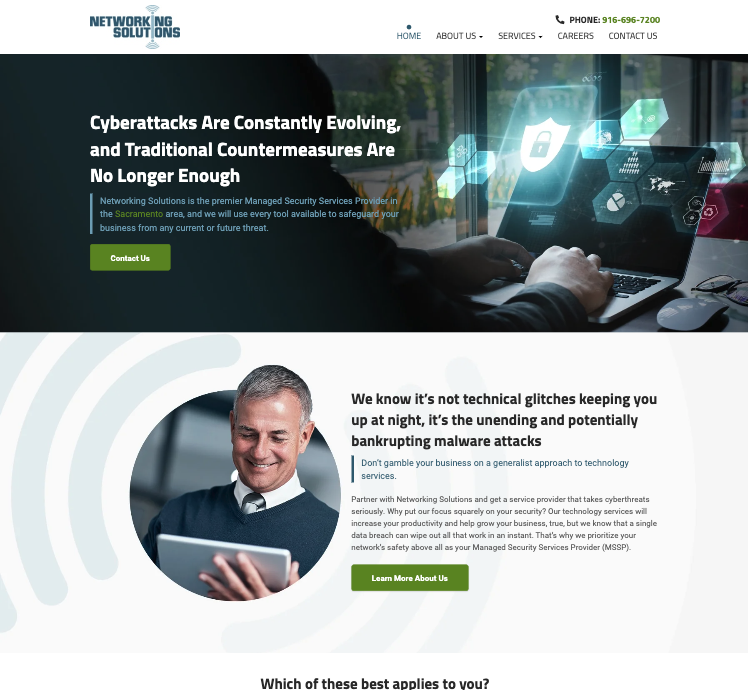 NETWORKING
SOLUTIONS
PHONE: 916-696-7200
HOME ABOUT US SERVICES CAREERS CONTACT US
Cyberattacks Are Constantly Evolving,
and Traditional Countermeasures Are
No Longer Enough
Networking Solutions is the premier Managed Security Services Provider in
the Sacramento area, and we will use every tool available to safeguard your
business from any current or future threat.
Contact Us
We know it’s not technical glitches keeping you
up at night, it’s the unending and potentially
bankrupting malware attacks
Don't gamble your business on a generalist approach to technology
services.
Partner with Networking Solutions and get a service provider that takes cyberthreats
seriously. Why put our focus squarely on your security? Our technology services will
increase your productivity and help grow your business, true, but we know that a single
data breach can wipe out all that work in an instant. That's why we prioritize your
network's safety above all as your Managed Security Services Provider (MSSP).
Learn More About Us
Which of these best applies to you?